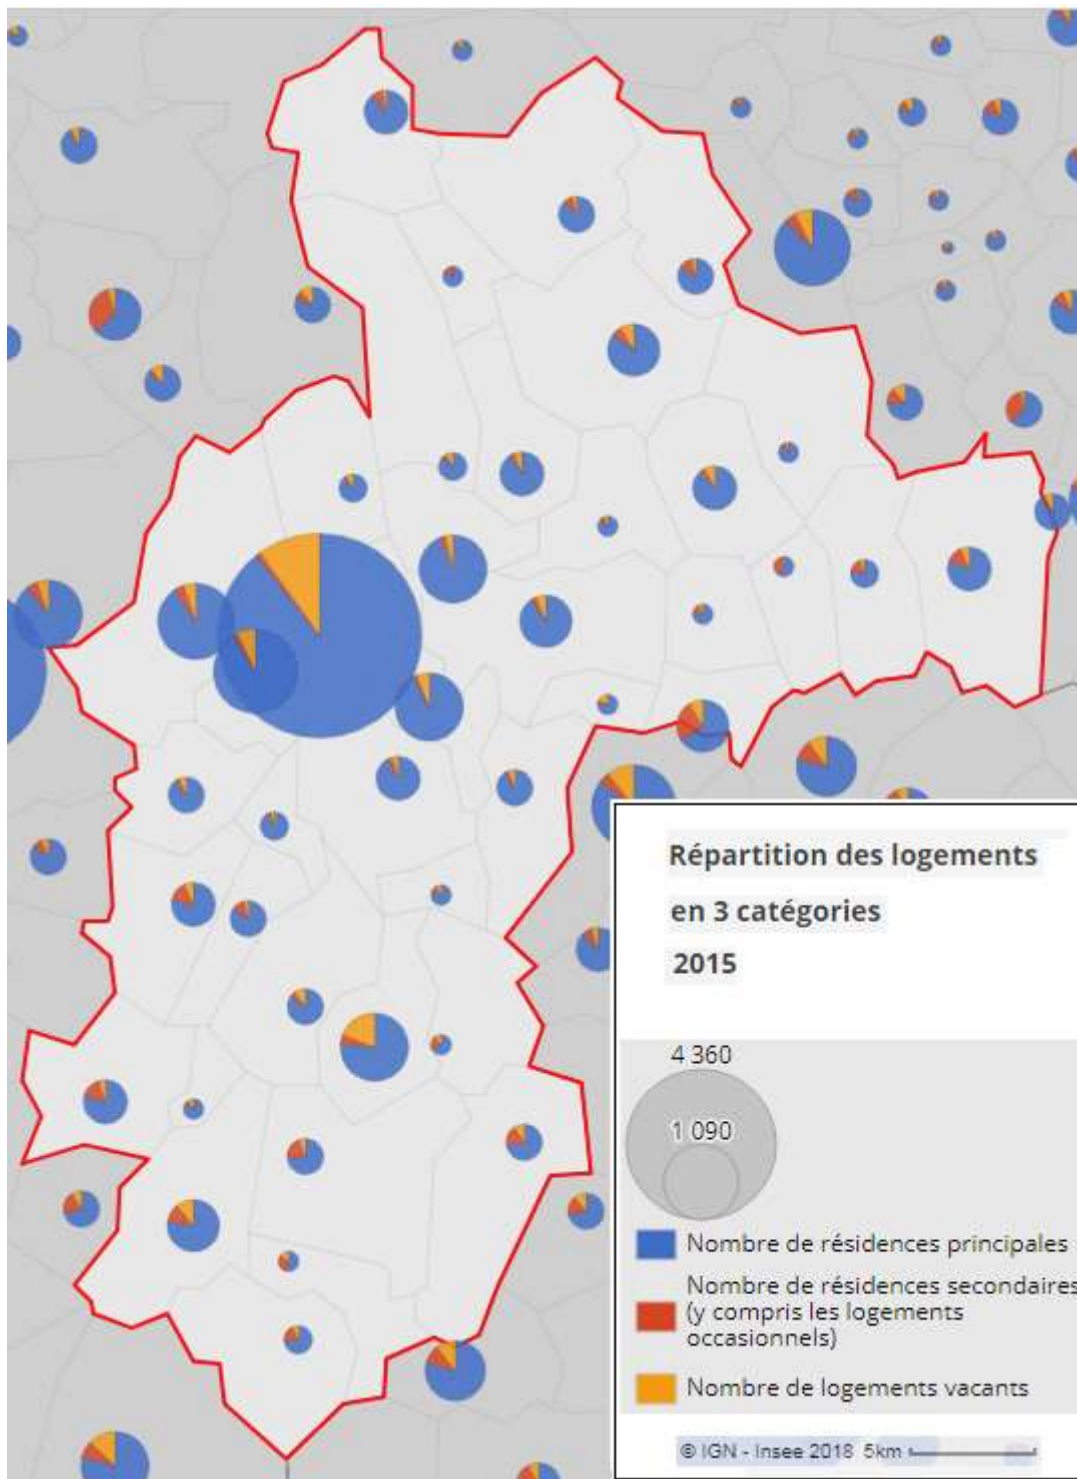 Répartition des logements
en 3 catégories
2015
4 360
1 090
Nombre de résidences principales
Nombre de résidences secondaires
(y compris les logements
occasionnels)
Nombre de logements vacants
© IGN - Insee 2018 5km